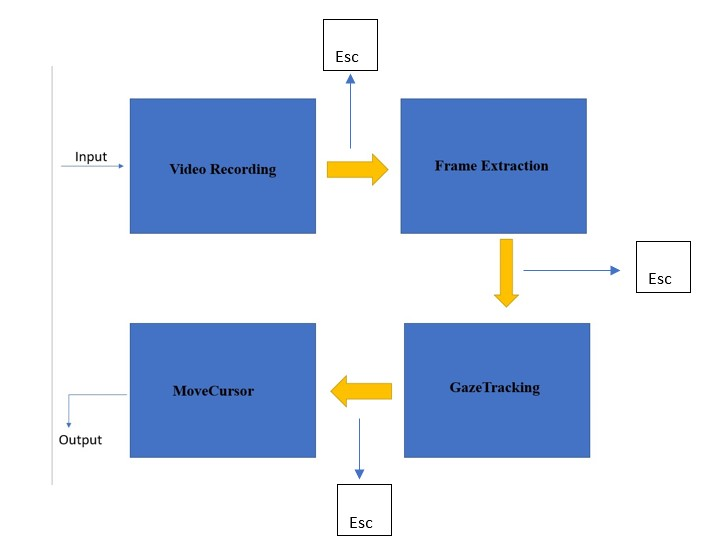 Esc
Input
Video Recording
Frame Extraction
Esc
MoveCursor
GazeTracking
Output
Esc